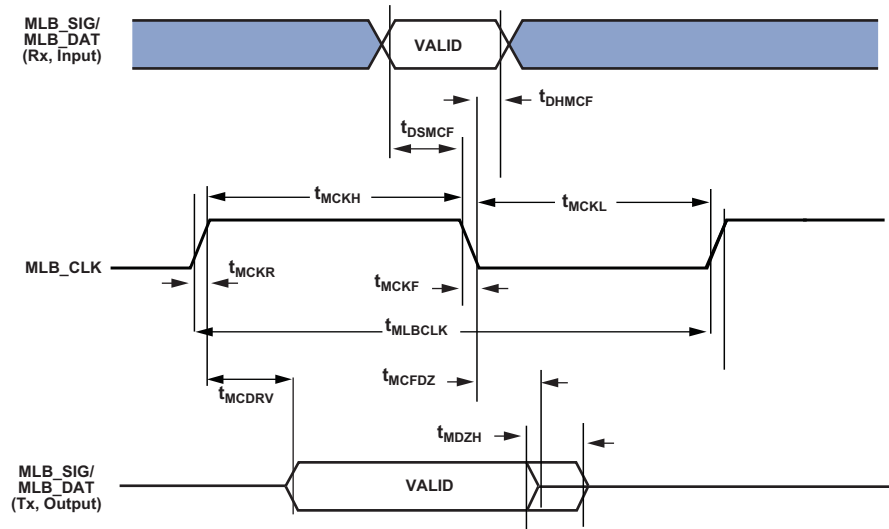 MLB_SIG/
MLB_DAT
(Rx, Input)
VALID
tDHMCF
tDSMCF
tMCKH
tMCKL
MLB_CLK
tMCKR
tMCKF
tMLBCLK
tMCDRV
tMCFDZ
tMDZH
MLB_SIG/
MLB_DAT
(Tx, Output)
VALID